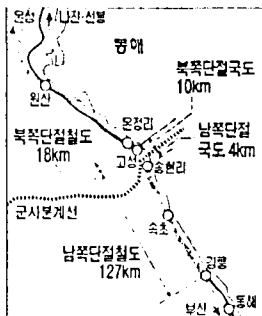 온성
나진·선봉
동해
원산
북쪽단절국도
10km
온정리
북쪽단절철도
18km
고성
남쪽단절
국도 4km
송현리
군사분계선
속초
남쪽단절철도
127km
강릉
동해
부산